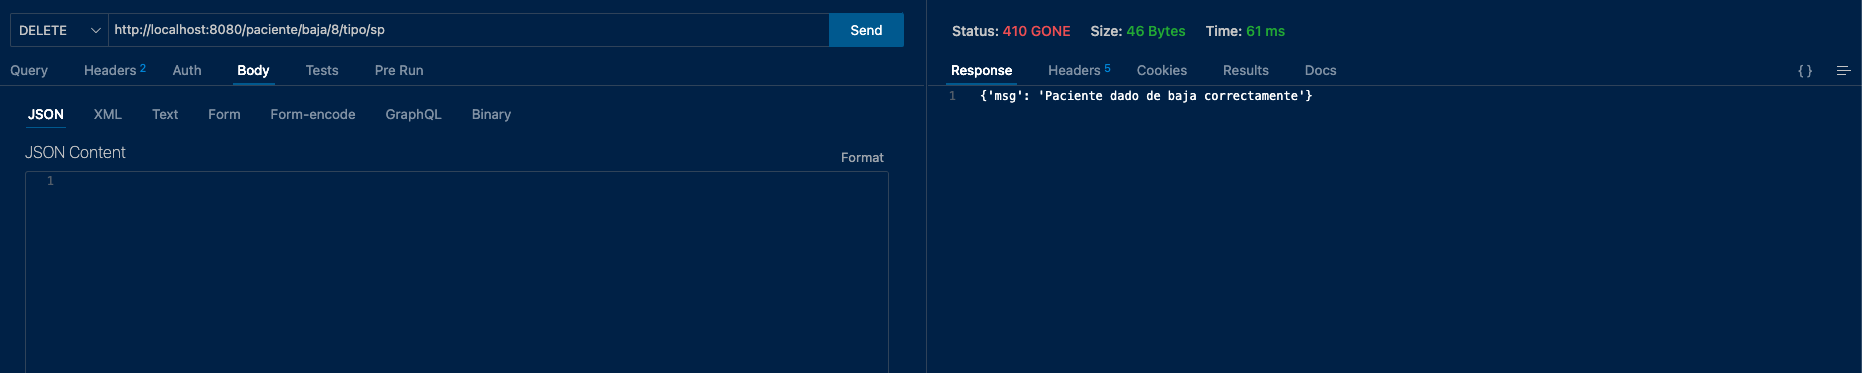 DELETE http://localhost:8080/paciente/baja/8/tipo/sp Send
Query Headers 2 Auth Body Tests Pre Run
JSON XML Text Form Form-encode GraphQL Binary
JSON Content
Format
1
Status: 410 GONE Size: 46 Bytes Time: 61 ms
Response Headers 5 Cookies Results Docs { }
1 {'msg': 'Paciente dado de baja correctamente'}